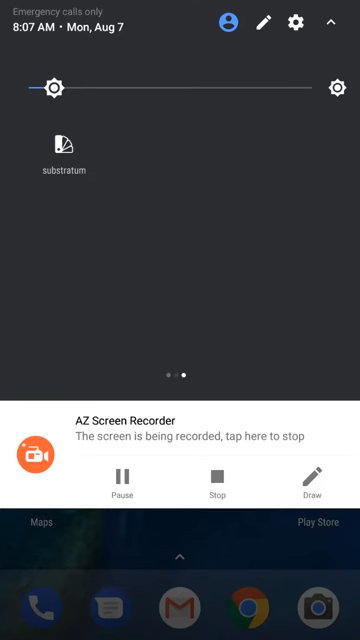 Emergency calls only
8:07 AM • Mon, Aug 7
substratum
AZ Screen Recorder
The screen is being recorded, tap here to stop
Pause
Stop
Draw
Maps
Play Store